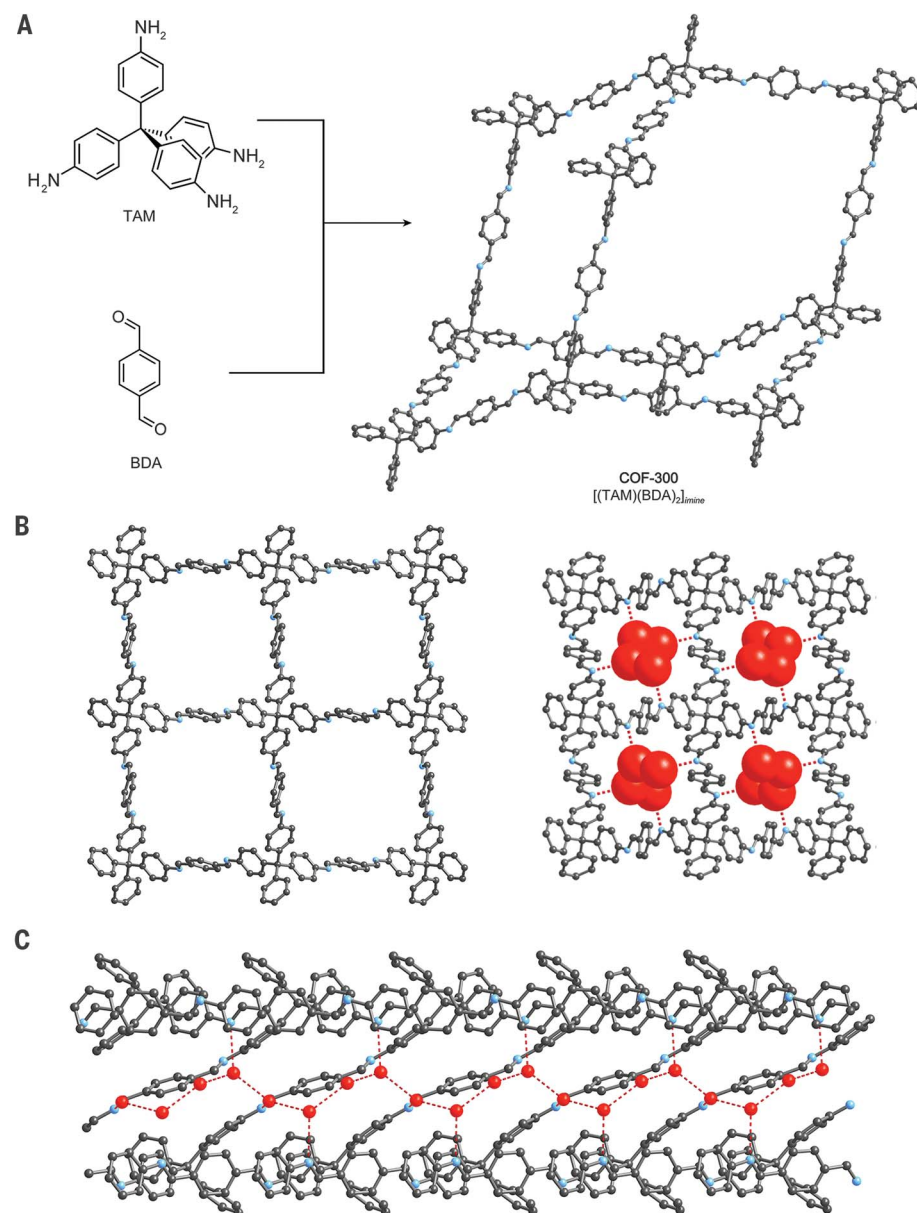 A
NH₂
H₂N
NH₂
NH₂
TAM
O
O
BDA
COF-300
[(TAM)(BDA)₂]imine
B
C